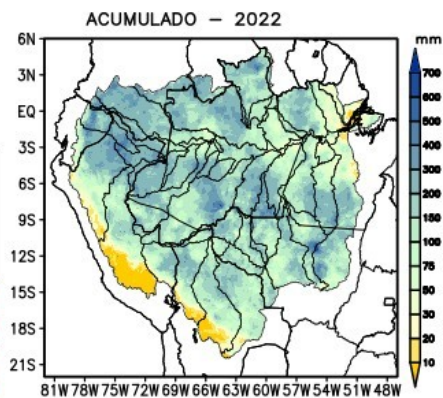 ACUMULADO – 2022
mm
6N
3N
EQ
3S
6S
9S
12S
15S
18S
21S
700
600
500
400
300
200
150
100
75
50
30
20
10
81W 78W 75W 72W 69W 66W 63W 60W 57W 54W 51W 48W